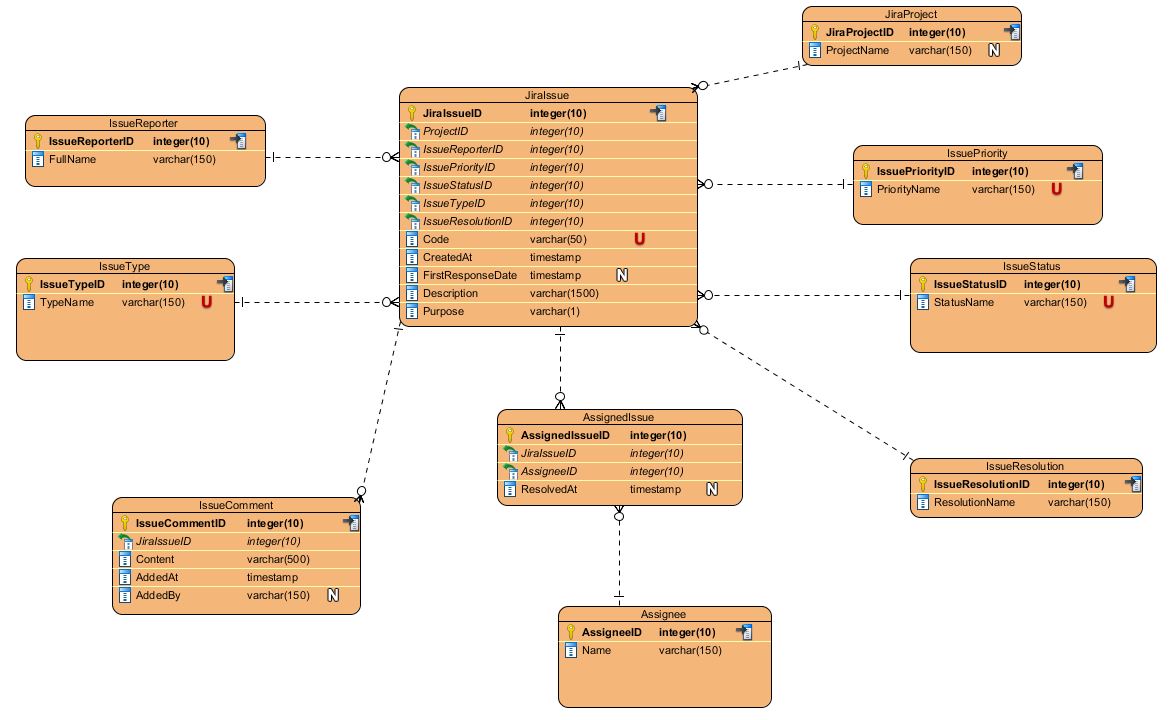 JiraProject
JiraProjectID integer(10)
ProjectName varchar(150) N
JiraIssue
JiraIssueID integer(10)
ProjectID integer(10)
IssueReporterID integer(10)
IssuePriorityID integer(10)
IssueStatusID integer(10)
IssueTypeID integer(10)
IssueResolutionID integer(10)
Code varchar(50) U
CreatedAt timestamp
FirstResponseDate timestamp N
Description varchar(1500)
Purpose varchar(1)
IssueReporter
IssueReporterID integer(10)
FullName varchar(150)
IssuePriority
IssuePriorityID integer(10)
PriorityName varchar(150) U
IssueType
IssueTypeID integer(10)
TypeName varchar(150) U
IssueStatus
IssueStatusID integer(10)
StatusName varchar(150) U
AssignedIssue
AssignedIssueID integer(10)
JiraIssueID integer(10)
AssigneeID integer(10)
ResolvedAt timestamp N
IssueResolution
IssueResolutionID integer(10)
ResolutionName varchar(150)
IssueComment
IssueCommentID integer(10)
JiraIssueID integer(10)
Content varchar(500)
AddedAt timestamp
AddedBy varchar(150) N
Assignee
AssigneeID integer(10)
Name varchar(150)